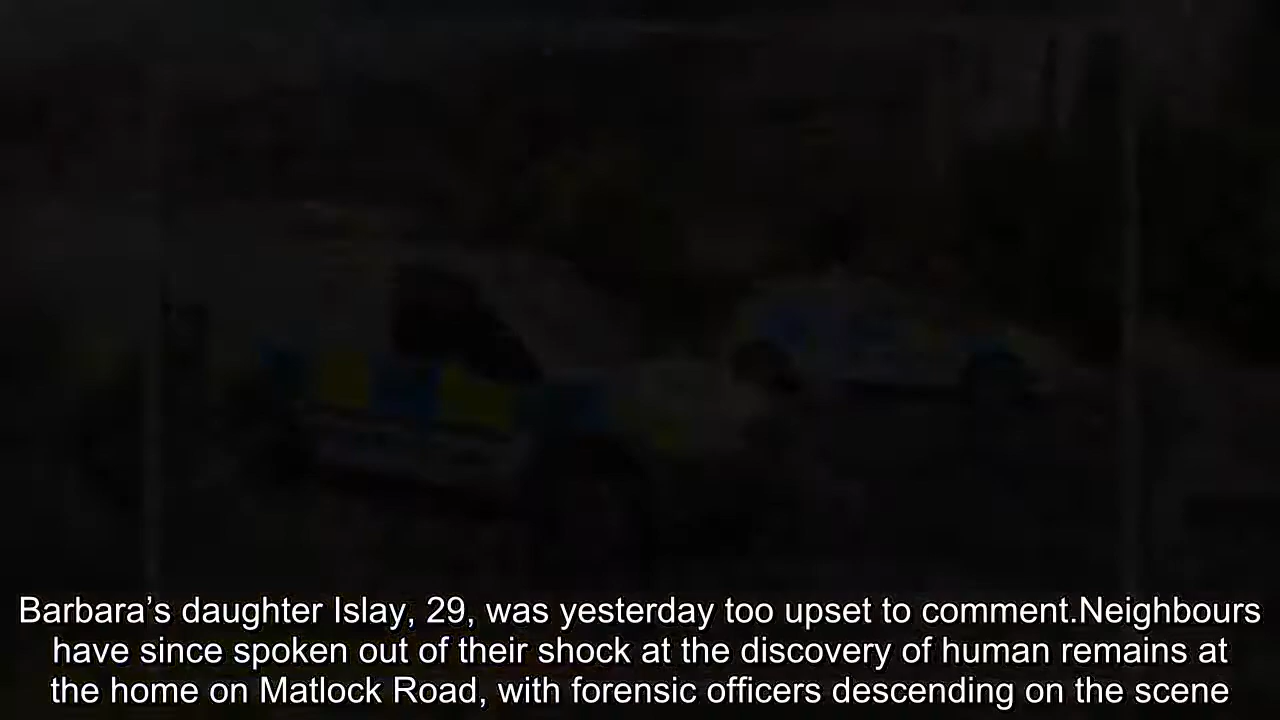 Barbara’s daughter Islay, 29, was yesterday too upset to comment.Neighbours
have since spoken out of their shock at the discovery of human remains at
the home on Matlock Road, with forensic officers descending on the scene